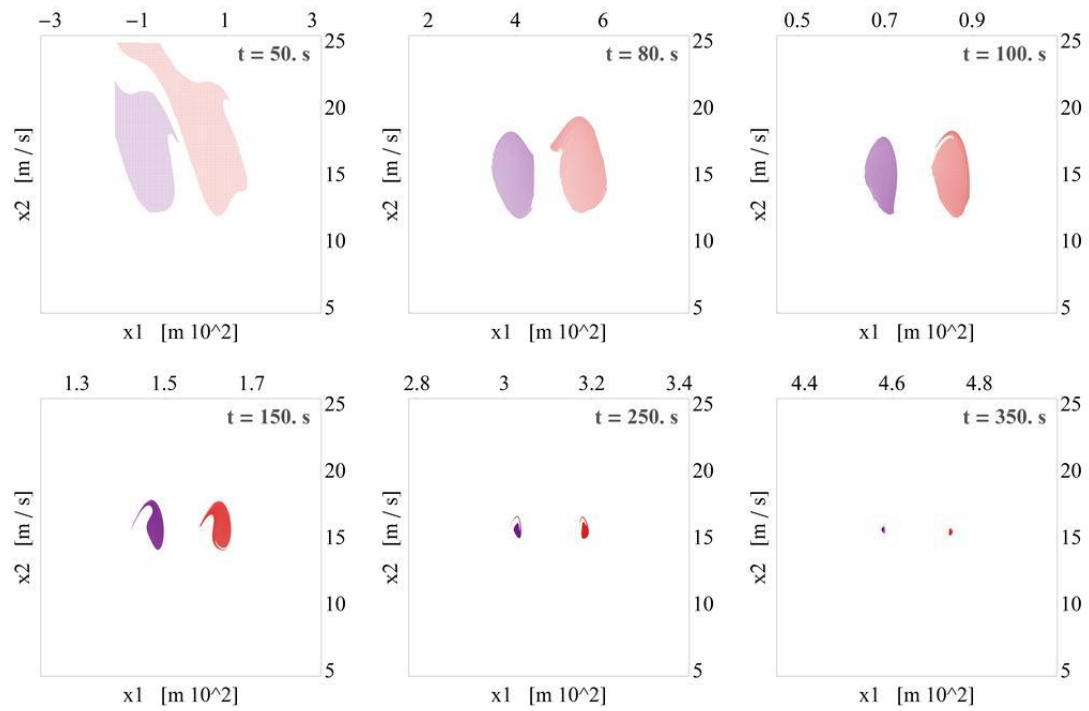 −3 −1 1 3
t = 50. s
25
20
15
10
5
x2 [m / s]
x1 [m 10^2]
2 4 6
t = 80. s
25
20
15
10
5
x2 [m / s]
x1 [m 10^2]
0.5 0.7 0.9
t = 100. s
25
20
15
10
5
x2 [m / s]
x1 [m 10^2]
1.3 1.5 1.7
t = 150. s
25
20
15
10
5
x2 [m / s]
x1 [m 10^2]
2.8 3 3.2 3.4
t = 250. s
25
20
15
10
5
x2 [m / s]
x1 [m 10^2]
4.4 4.6 4.8
t = 350. s
25
20
15
10
5
x2 [m / s]
x1 [m 10^2]